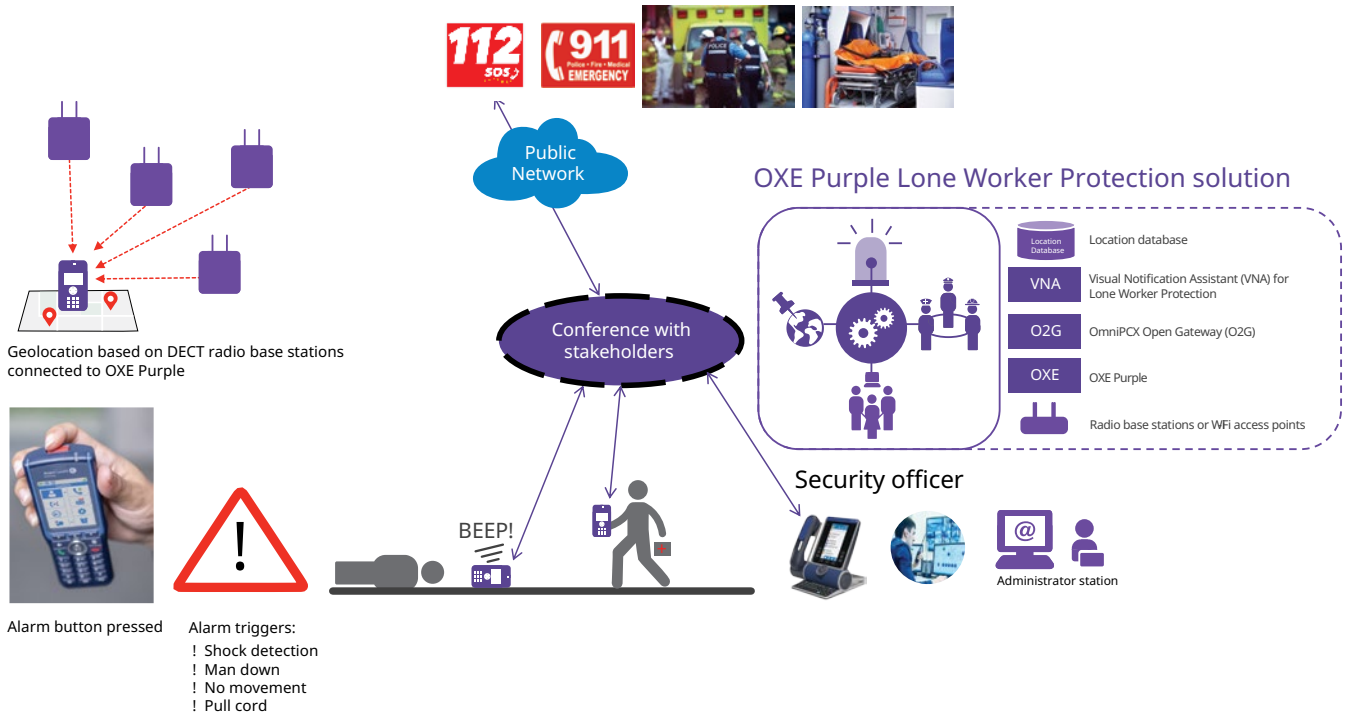 112
SOS
911
Police • Fire • Medical
EMERGENCY
POLICE
Public
Network
OXE Purple Lone Worker Protection solution
Location
Database
Location database
VNA
Visual Notification Assistant (VNA) for
Lone Worker Protection
O2G
OmniPCX Open Gateway (O2G)
OXE
OXE Purple
Radio base stations or WFi access points
Conference with
stakeholders
Geolocation based on DECT radio base stations
connected to OXE Purple
Security officer
BEEP!
!
@
Administrator station
Alarm button pressed
Alarm triggers:
! Shock detection
! Man down
! No movement
! Pull cord